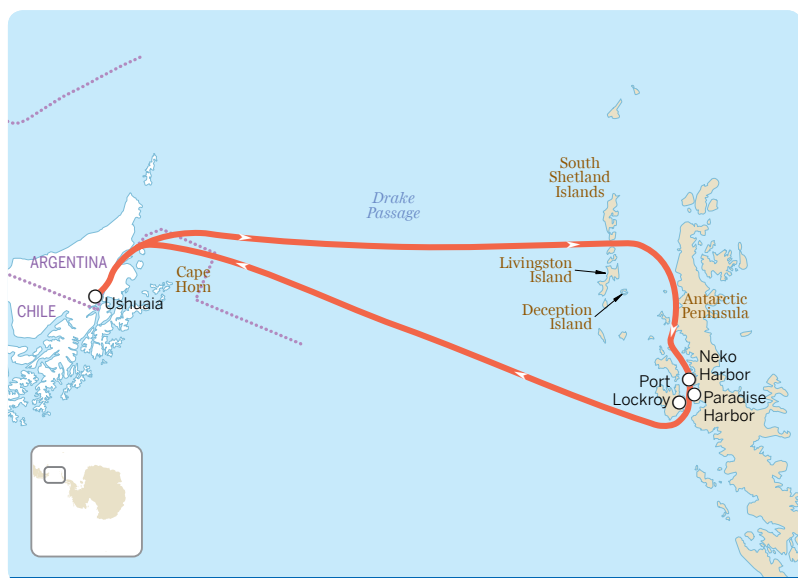 South
Shetland
Islands
Drake
Passage
ARGENTINA
Cape
Horn
Livingston
Island
CHILE
Ushuaia
Deception
Island
Antarctic
Peninsula
Neko
Harbor
Port
Lockroy
Paradise
Harbor